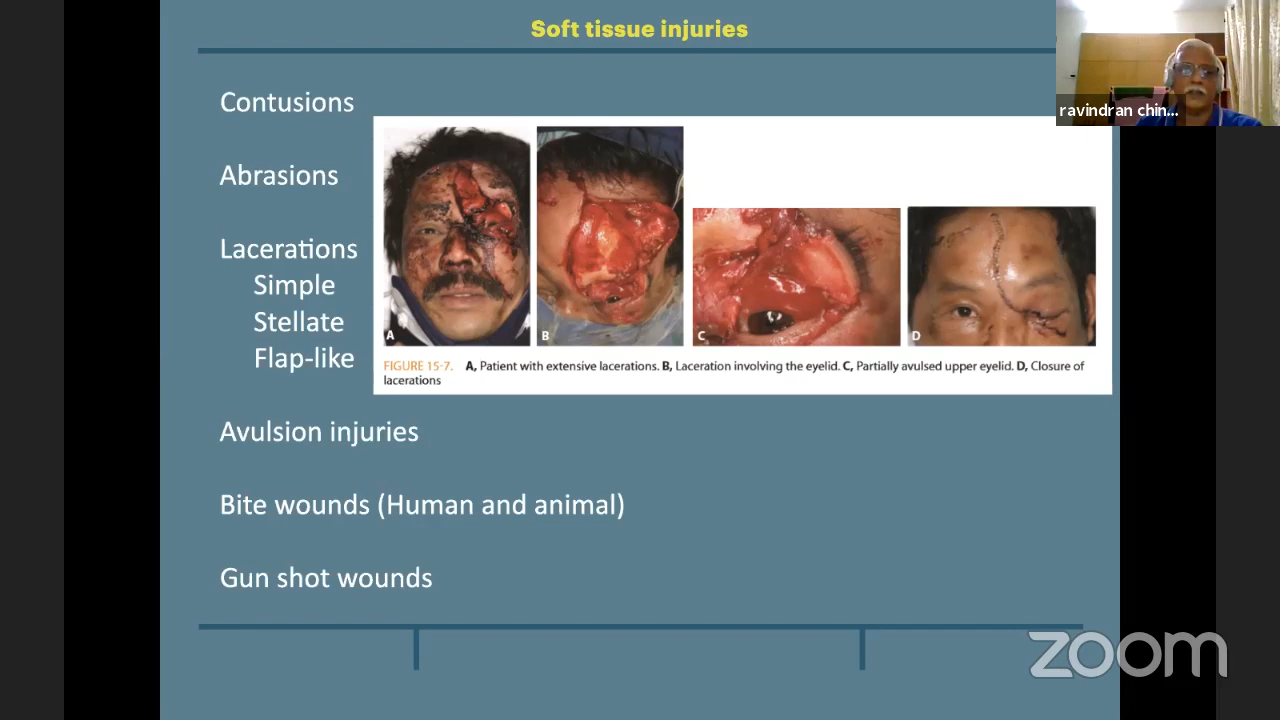 Soft tissue injuries
ravindran chin...
Contusions
Abrasions
Lacerations
Simple
Stellate
Flap-like
A
B
C
D
FIGURE 15-7. A, Patient with extensive lacerations. B, Laceration involving the eyelid. C, Partially avulsed upper eyelid. D, Closure of
lacerations
Avulsion injuries
Bite wounds (Human and animal)
Gun shot wounds
zoom